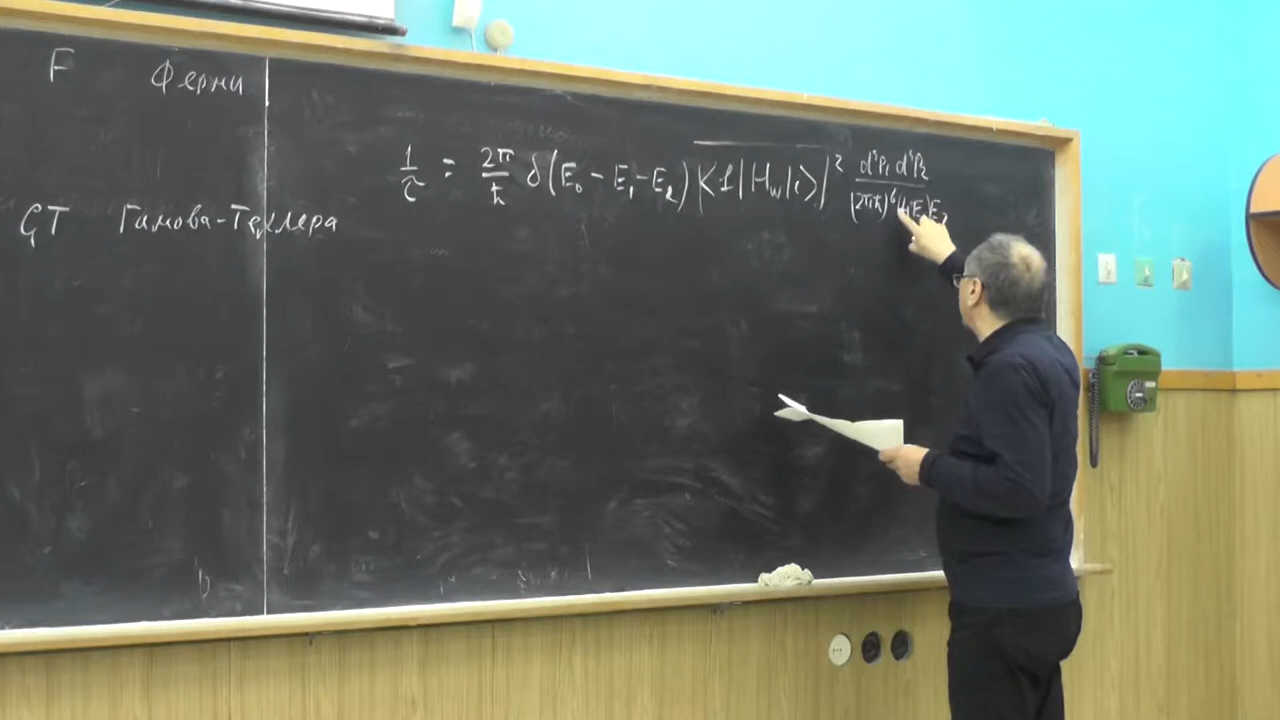 F Ферми
GT Гамова-Теллера
1/τ = 2π/ħ δ(E₀ - E₁ - E₂) |<f|H_w|i>|² d³P₁ d³P₂ / (2πħ)⁶ 4E₁E₂